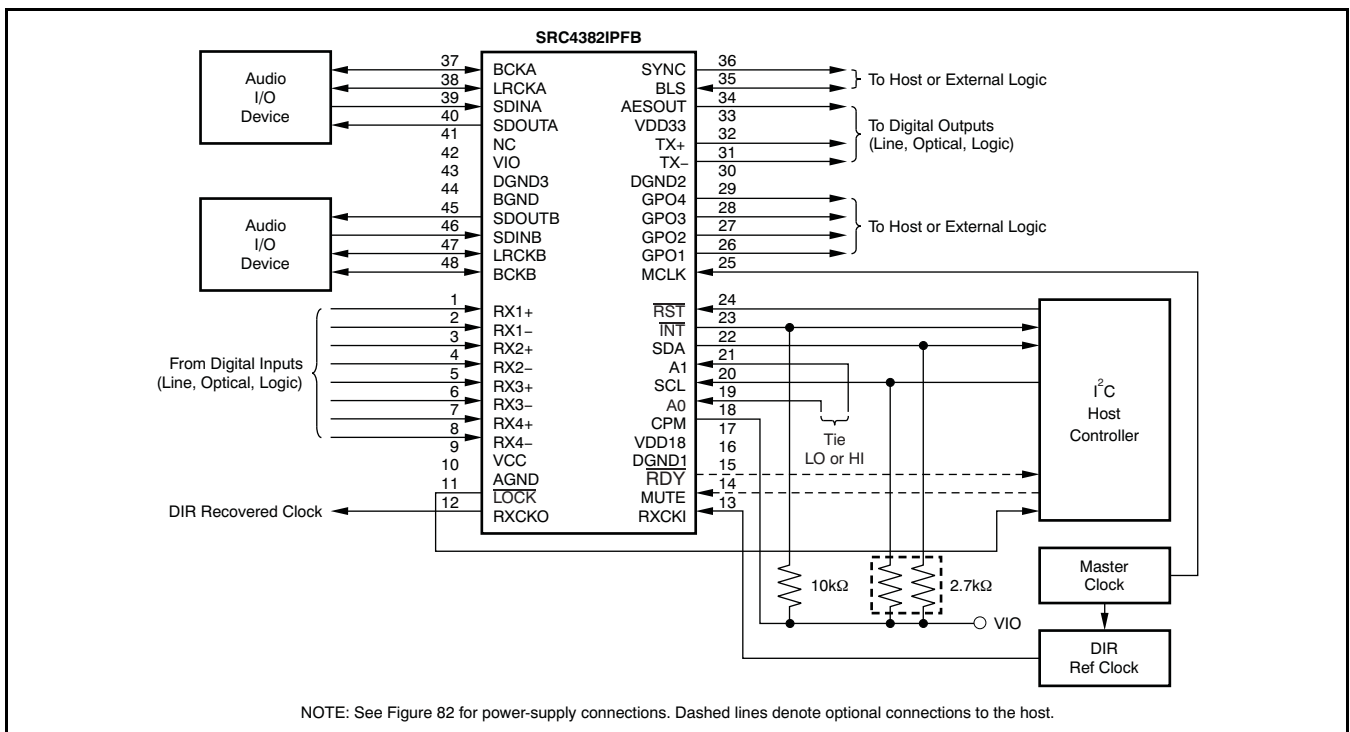 SRC4382IPFB
Audio
I/O
Device
37
38
39
40
41
42
43
44
Audio
I/O
Device
45
46
47
48
From Digital Inputs
(Line, Optical, Logic)
1
2
3
4
5
6
7
8
9
10
11
12
DIR Recovered Clock
BCKA
LRCKA
SDINA
SDOUTA
NC
VIO
DGND3
BGND
SDOUTB
SDINB
LRCKB
BCKB
RX1+
RX1−
RX2+
RX2−
RX3+
RX3−
RX4+
RX4−
VCC
AGND
LOCK
RXCKO
SYNC
BLS
AESOUT
VDD33
TX+
TX−
DGND2
GPO4
GPO3
GPO2
GPO1
MCLK
RST
INT
SDA
A1
SCL
A0
CPM
VDD18
DGND1
RDY
MUTE
RXCKI
36
35
34
33
32
31
30
29
28
27
26
25
24
23
22
21
20
19
18
17
16
15
14
13
To Host or External Logic
To Digital Outputs
(Line, Optical, Logic)
To Host or External Logic
Tie
LO or HI
I²C
Host
Controller
10kΩ
2.7kΩ
VIO
Master
Clock
DIR
Ref Clock
NOTE: See Figure 82 for power-supply connections. Dashed lines denote optional connections to the host.